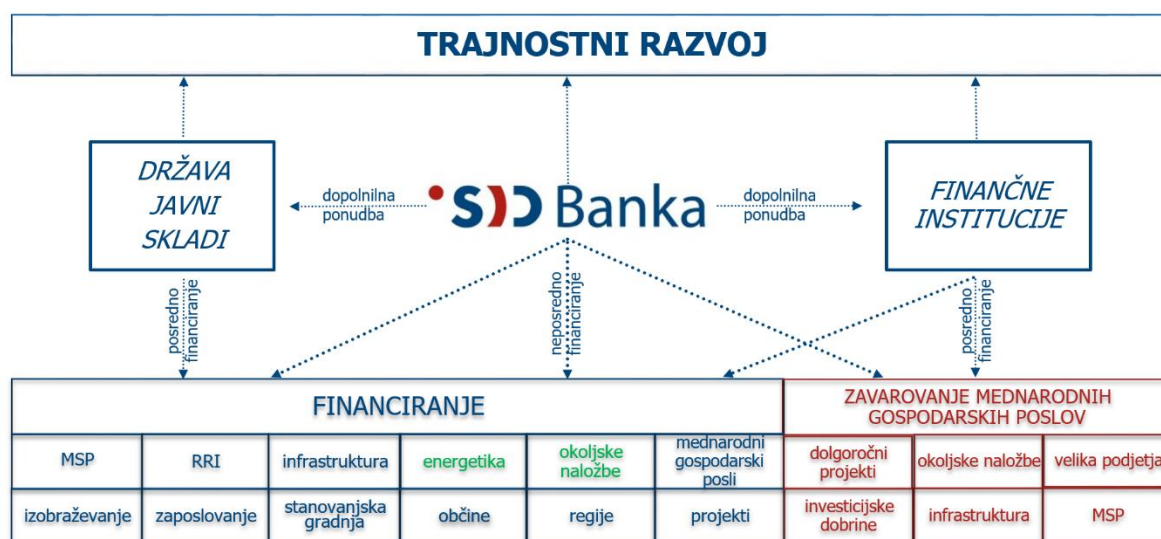 TRAJNOSTNI RAZVOJ
DRŽAVA
JAVNI
SKLADI
dopolnilna
ponudba
SID Banka
dopolnilna
ponudba
FINANČNE
INSTITUCIJE
posredno
financiranje
neposredno
financiranje
posredno
financiranje
FINANCIRANJE
ZAVAROVANJE MEDNARODNIH
GOSPODARSKIH POSLOV
MSP
RRI
infrastruktura
energetika
okoljske
naložbe
mednarodni
gospodarski
posli
dolgoročni
projekti
okoljske naložbe
velika podjetja
izobraževanje
zaposlovanje
stanovanjska
gradnja
občine
regije
projekti
investicijske
dobrine
infrastruktura
MSP